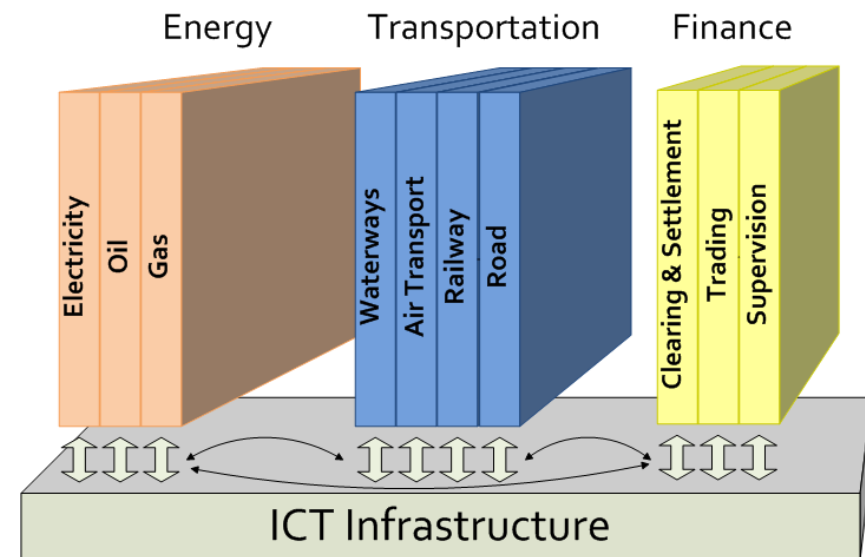 Energy
Transportation
Finance
Electricity
Oil
Gas
Waterways
Air Transport
Railway
Road
Clearing & Settlement
Trading
Supervision
ICT Infrastructure